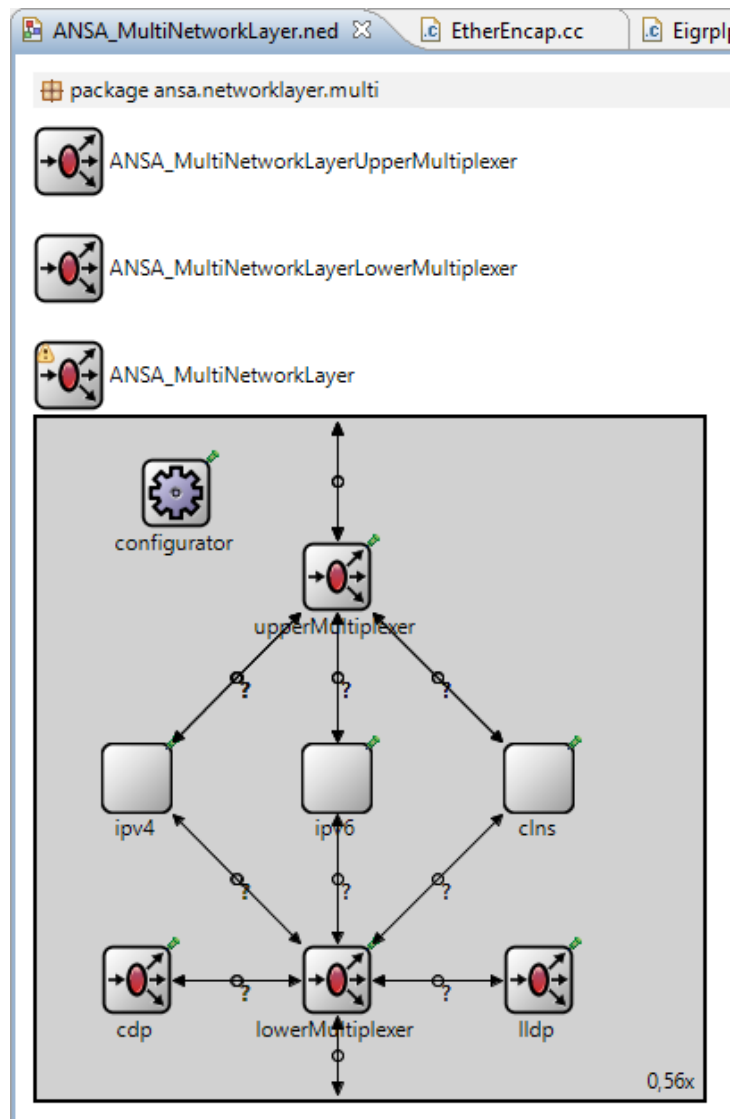 ANSA_MultiNetworkLayer.ned EtherEncap.cc EigrpIp
package ansa.networklayer.multi
ANSA_MultiNetworkLayerUpperMultiplexer
ANSA_MultiNetworkLayerLowerMultiplexer
ANSA_MultiNetworkLayer
configurator
upperMultiplexer
? ? ?
ipv4 ipv6 clns
? ? ?
? ?
cdp lowerMultiplexer lldp
0,56x